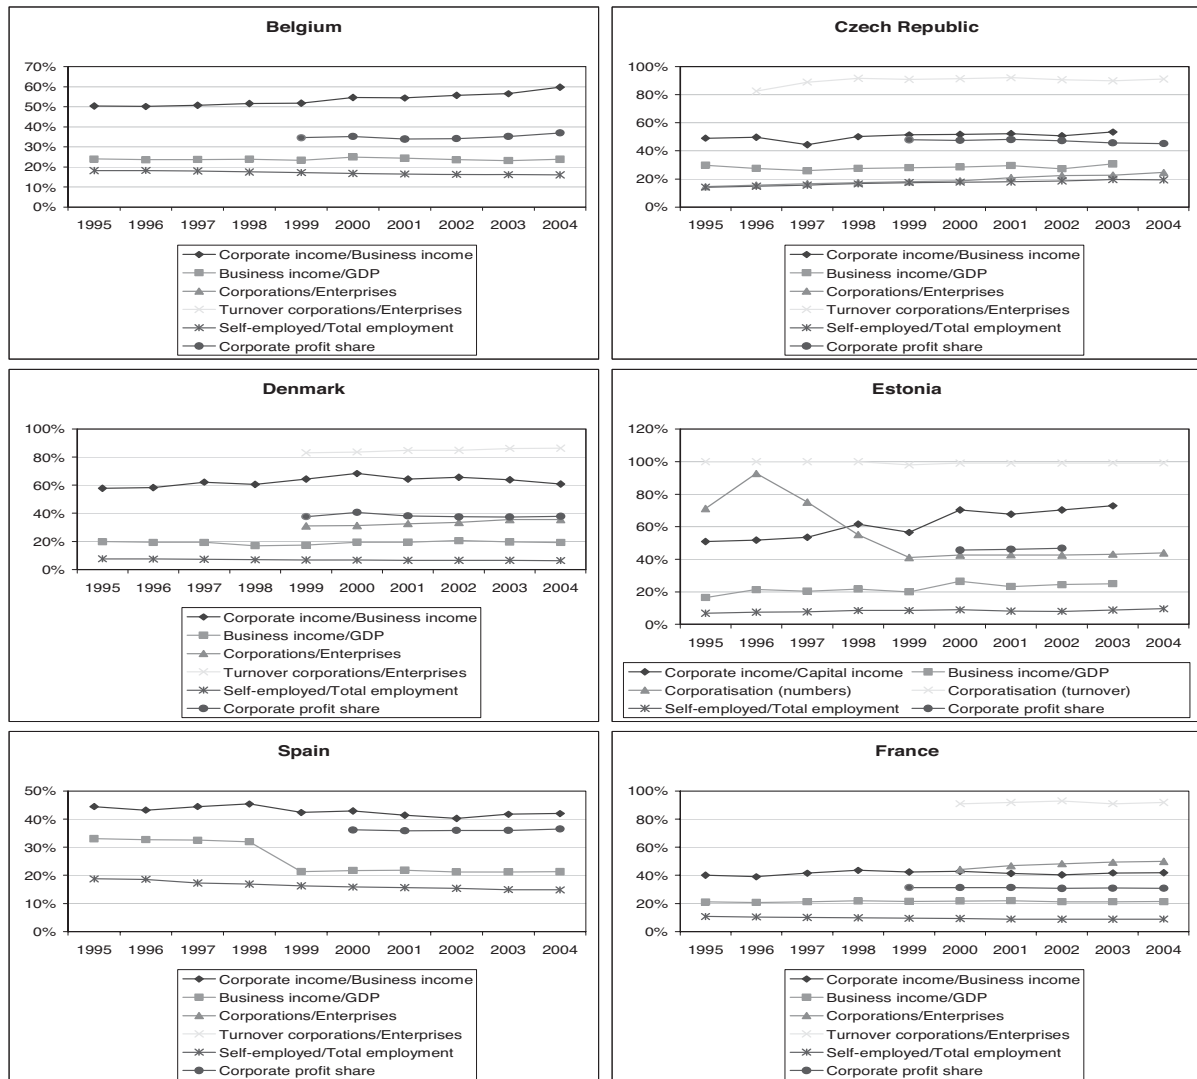 Belgium
70%
60%
50%
40%
30%
20%
10%
0%
1995 1996 1997 1998 1999 2000 2001 2002 2003 2004
Corporate income/Business income
Business income/GDP
Corporations/Enterprises
Turnover corporations/Enterprises
Self-employed/Total employment
Corporate profit share
Czech Republic
100%
80%
60%
40%
20%
0%
1995 1996 1997 1998 1999 2000 2001 2002 2003 2004
Corporate income/Business income
Business income/GDP
Corporations/Enterprises
Turnover corporations/Enterprises
Self-employed/Total employment
Corporate profit share
Denmark
100%
80%
60%
40%
20%
0%
1995 1996 1997 1998 1999 2000 2001 2002 2003 2004
Corporate income/Business income
Business income/GDP
Corporations/Enterprises
Turnover corporations/Enterprises
Self-employed/Total employment
Corporate profit share
Estonia
120%
100%
80%
60%
40%
20%
0%
1995 1996 1997 1998 1999 2000 2001 2002 2003 2004
Corporate income/Capital income Business income/GDP
Corporatisation (numbers) Corporatisation (turnover)
Self-employed/Total employment Corporate profit share
Spain
50%
40%
30%
20%
10%
0%
1995 1996 1997 1998 1999 2000 2001 2002 2003 2004
Corporate income/Business income
Business income/GDP
Corporations/Enterprises
Turnover corporations/Enterprises
Self-employed/Total employment
Corporate profit share
France
100%
80%
60%
40%
20%
0%
1995 1996 1997 1998 1999 2000 2001 2002 2003 2004
Corporate income/Business income
Business income/GDP
Corporations/Enterprises
Turnover corporations/Enterprises
Self-employed/Total employment
Corporate profit share